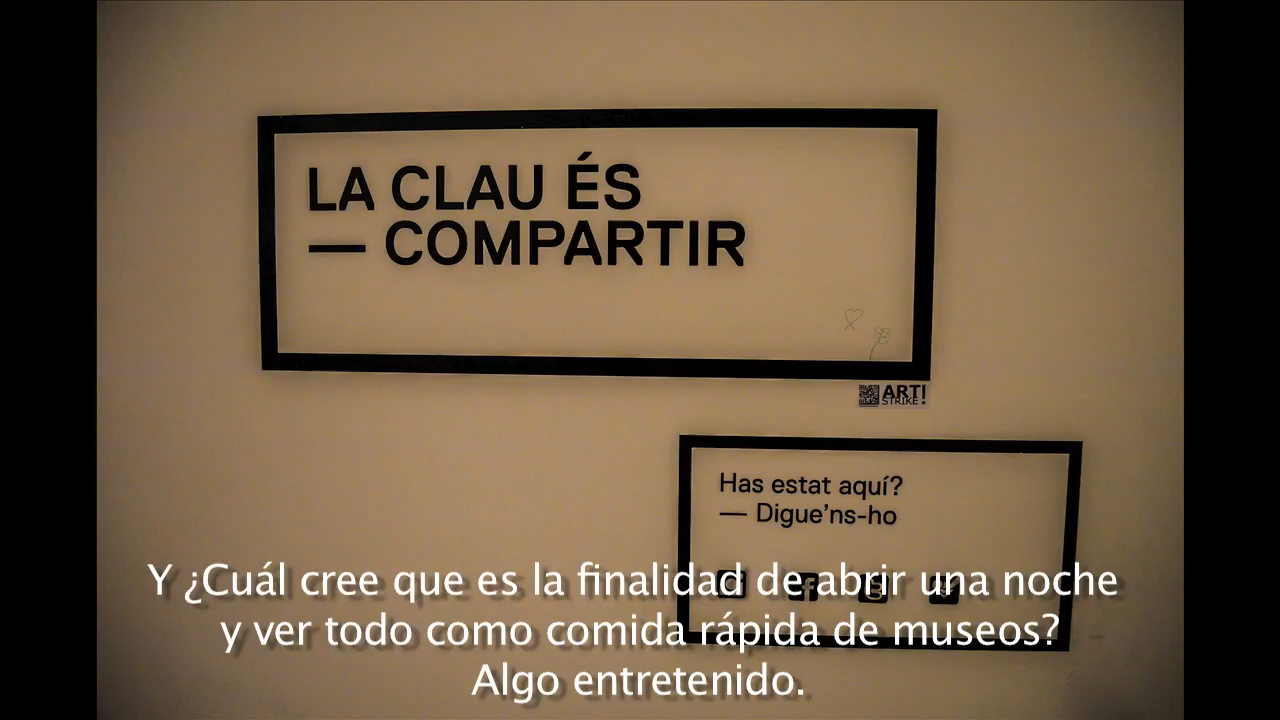 LA CLAU ÉS
— COMPARTIR
ART!
STRIKE
Has estat aquí?
— Digue'ns-ho
Y ¿Cuál cree que es la finalidad de abrir una noche
y ver todo como comida rápida de museos?
Algo entretenido.